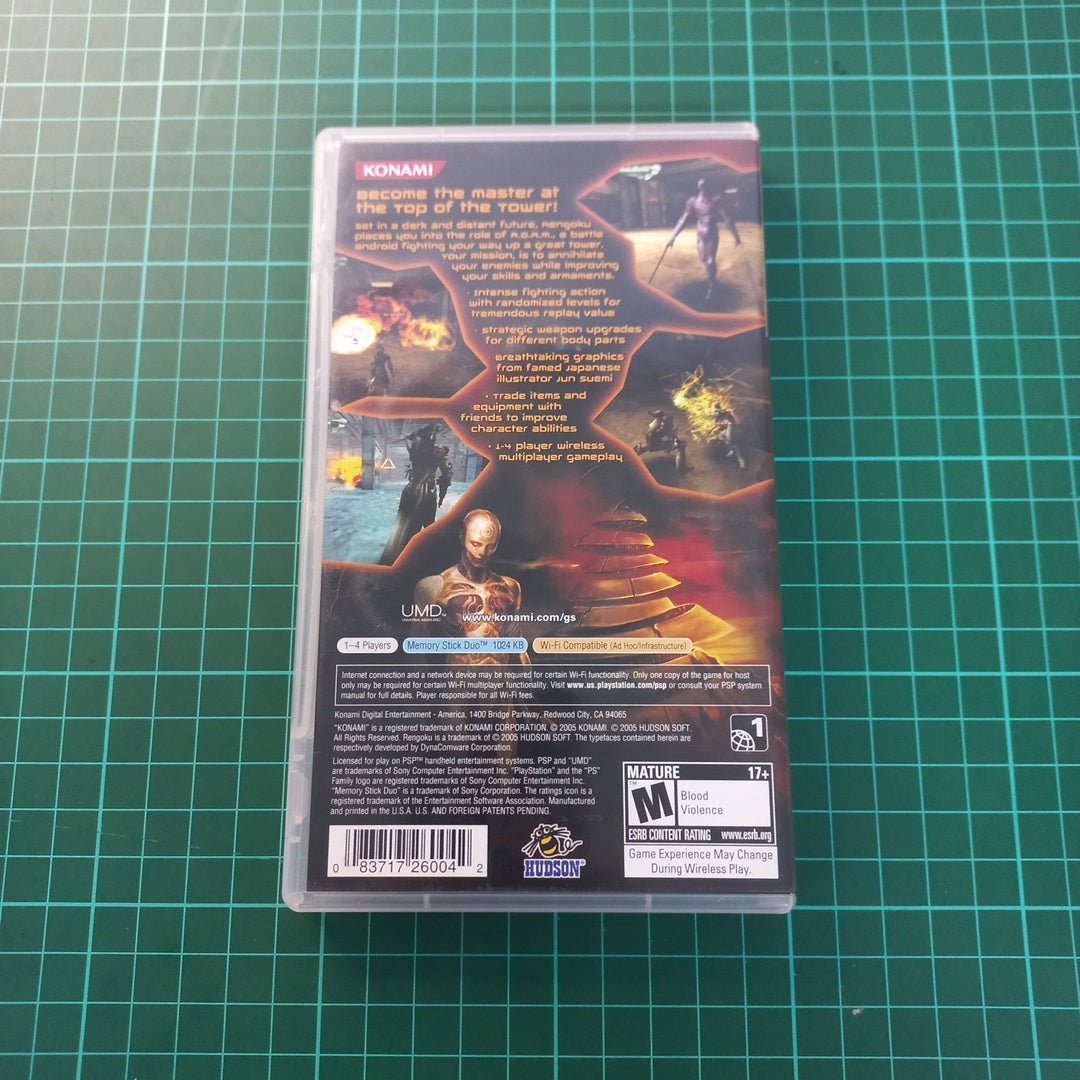 KONAMI
Become the master at
the top of the tower!
Set in a dark and distant future, Rengoku
places you into the role of A.D.A.M., a battle
android fighting your way up a great tower.
Your mission, is to annihilate
your enemies while improving
your skills and armaments.
· Intense fighting action
with randomized levels for
tremendous replay value
· Strategic weapon upgrades
for different body parts
· Breathtaking graphics
from famed Japanese
illustrator Jun Suemi
· Trade items and
equipment with
friends to improve
character abilities
· 1-4 player wireless
multiplayer gameplay
UMD™
UNIVERSAL MEDIA DISC
www.konami.com/gs
1-4 Players
Memory Stick Duo™ 1024 KB
Wi-Fi Compatible (Ad Hoc/Infrastructure)
Internet connection and a network device may be required for certain Wi-Fi functionality. Only one copy of the game for host
only may be required for certain Wi-Fi multiplayer functionality. Visit www.us.playstation.com/psp or consult your PSP system
manual for full details. Player responsible for all Wi-Fi fees.
Konami Digital Entertainment - America, 1400 Bridge Parkway, Redwood City, CA 94065
"KONAMI" is a registered trademark of KONAMI CORPORATION. © 2005 KONAMI. © 2005 HUDSON SOFT.
All Rights Reserved. Rengoku is a trademark of © 2005 HUDSON SOFT. The typefaces contained herein are
respectively developed by DynaComware Corporation.
1
Licensed for play on PSP™ handheld entertainment systems. PSP and "UMD"
are trademarks of Sony Computer Entertainment Inc. "PlayStation" and the "PS"
Family logo are registered trademarks of Sony Computer Entertainment Inc.
"Memory Stick Duo" is a trademark of Sony Corporation. The ratings icon is a
registered trademark of the Entertainment Software Association. Manufactured
and printed in the U.S.A. U.S. AND FOREIGN PATENTS PENDING.
MATURE 17+
M
™
Blood
Violence
ESRB CONTENT RATING www.esrb.org
Game Experience May Change
During Wireless Play.
0 83717 26004 2
HUDSON